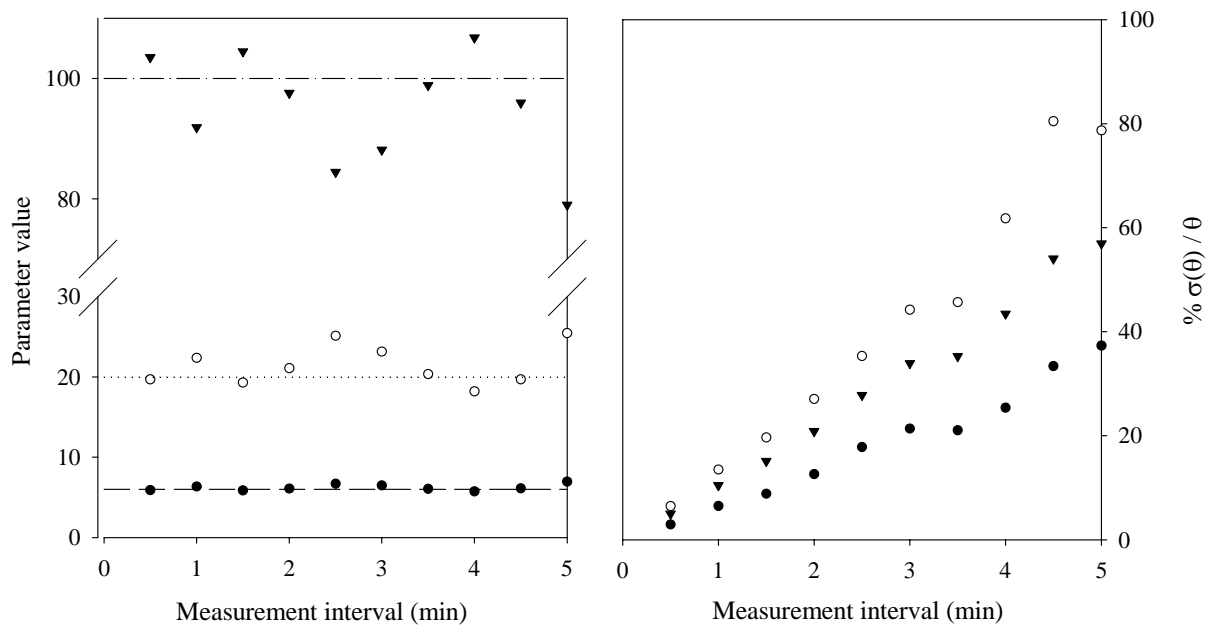 100
80
30
20
10
0
Parameter value
0 1 2 3 4 5
Measurement interval (min)
100
80
60
40
20
0
% σ(θ) / θ
0 1 2 3 4 5
Measurement interval (min)